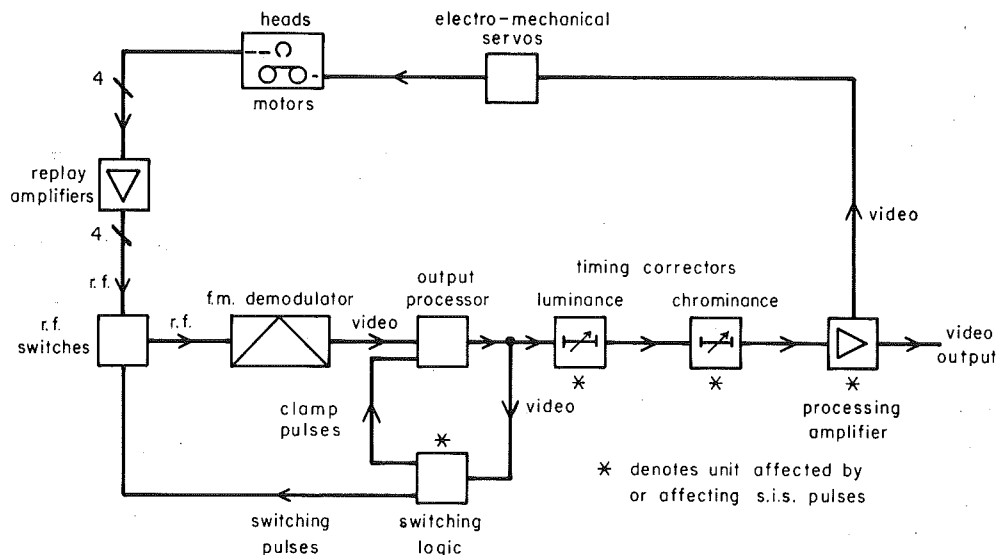 heads
electro-mechanical
servos
4
motors
replay
amplifiers
4
video
r.f.
timing correctors
output
processor
f.m. demodulator
luminance
chrominance
r.f.
switches
r.f.
video
video
output
clamp
pulses
video
*
*
*
processing
amplifier
*
* denotes unit affected by
or affecting s.i.s. pulses
switching
pulses
switching
logic